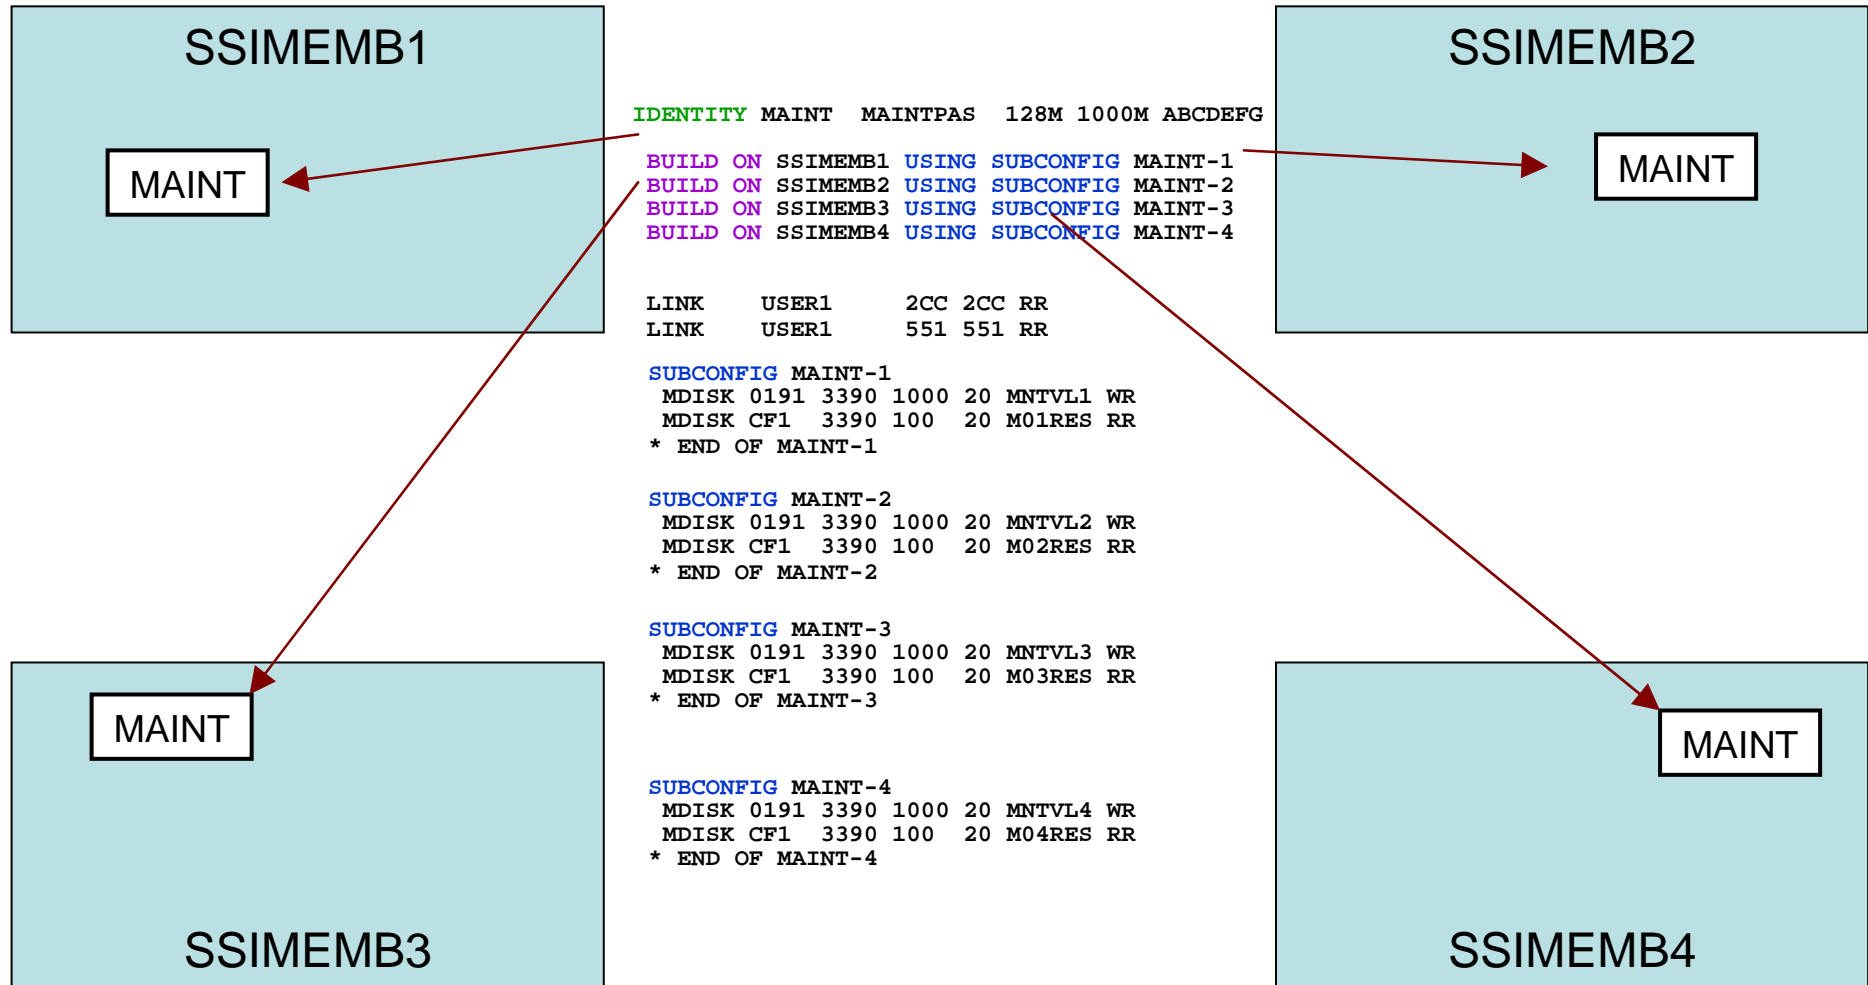 SSIMEMB1
MAINT
SSIMEMB2
MAINT
IDENTITY MAINT MAINTPAS 128M 1000M ABCDEFG
BUILD ON SSIMEMB1 USING SUBCONFIG MAINT-1
BUILD ON SSIMEMB2 USING SUBCONFIG MAINT-2
BUILD ON SSIMEMB3 USING SUBCONFIG MAINT-3
BUILD ON SSIMEMB4 USING SUBCONFIG MAINT-4
LINK USER1 2CC 2CC RR
LINK USER1 551 551 RR
SUBCONFIG MAINT-1
MDISK 0191 3390 1000 20 MNTVL1 WR
MDISK CF1 3390 100 20 M01RES RR
* END OF MAINT-1
SUBCONFIG MAINT-2
MDISK 0191 3390 1000 20 MNTVL2 WR
MDISK CF1 3390 100 20 M02RES RR
* END OF MAINT-2
SUBCONFIG MAINT-3
MDISK 0191 3390 1000 20 MNTVL3 WR
MDISK CF1 3390 100 20 M03RES RR
* END OF MAINT-3
SUBCONFIG MAINT-4
MDISK 0191 3390 1000 20 MNTVL4 WR
MDISK CF1 3390 100 20 M04RES RR
* END OF MAINT-4
MAINT
SSIMEMB3
MAINT
SSIMEMB4